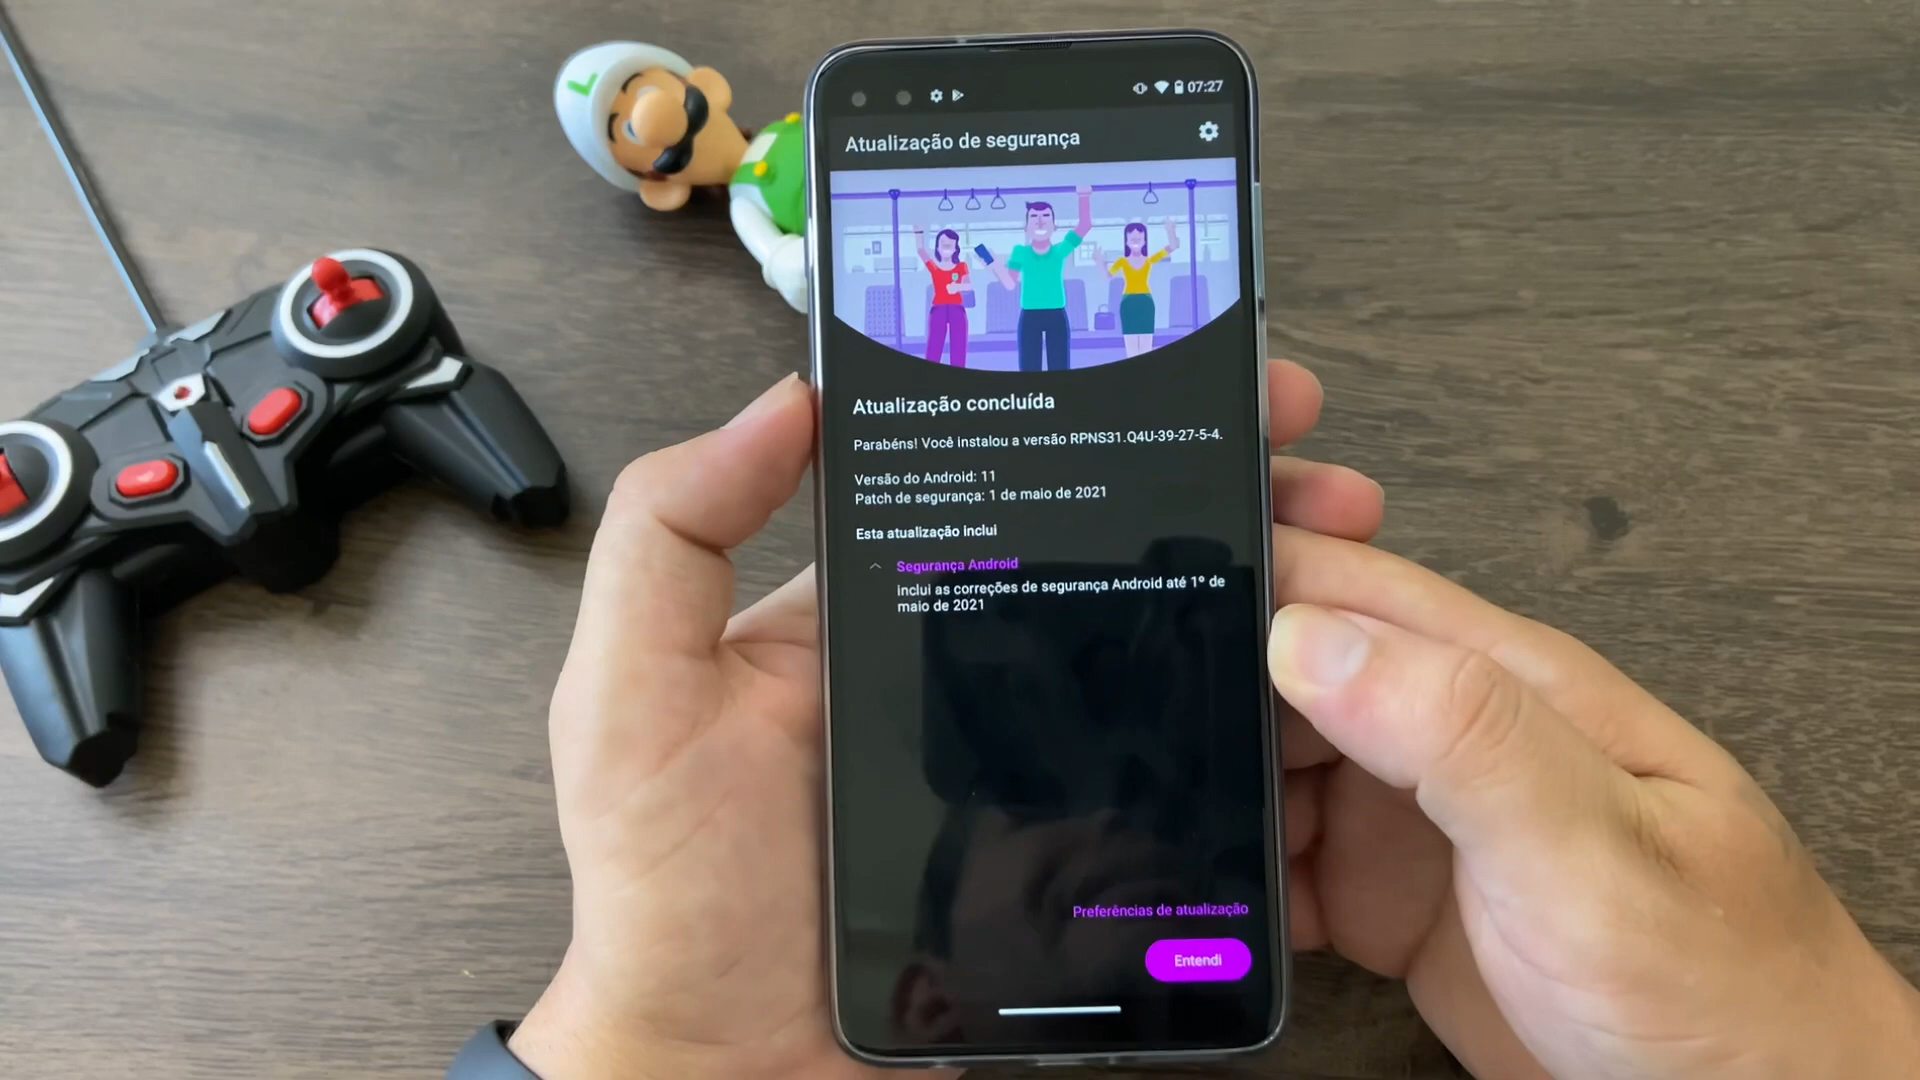 07:27
Atualização de segurança
Atualização concluída
Parabéns! Você instalou a versão RPNS31.Q4U-39-27-5-4.
Versão do Android: 11
Patch de segurança: 1 de maio de 2021
Esta atualização inclui
Segurança Android
Inclui as correções de segurança Android até 1º de
maio de 2021
Preferências de atualização
Entendi